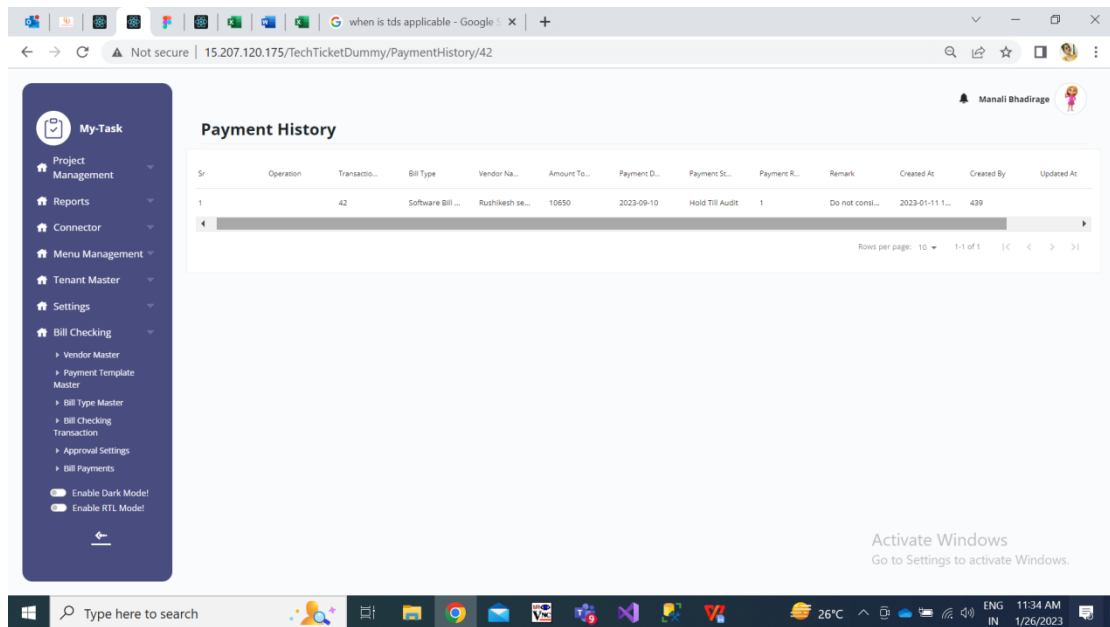 when is tds applicable - Google S
Not secure | 15.207.120.175/TechTicketDummy/PaymentHistory/42
Manali Bhadirage
My-Task
Payment History
Project
Management
Reports
Connector
Menu Management
Tenant Master
Settings
Bill Checking
Vendor Master
Payment Template
Master
Bill Type Master
Bill Checking
Transaction
Approval Settings
Bill Payments
Enable Dark Mode!
Enable RTL Mode!
Sr Operation Transactio... Bill Type Vendor Na... Amount To... Payment D... Payment St... Payment R... Remark Created At Created By Updated At
1 42 Software Bill ... Rushikesh se... 10650 2023-09-10 Hold Till Audit 1 Do not consi... 2023-01-11 1... 439
Rows per page: 10 1-1 of 1
Activate Windows
Go to Settings to activate Windows.
Type here to search
26°C ENG 11:34 AM
IN 1/26/2023